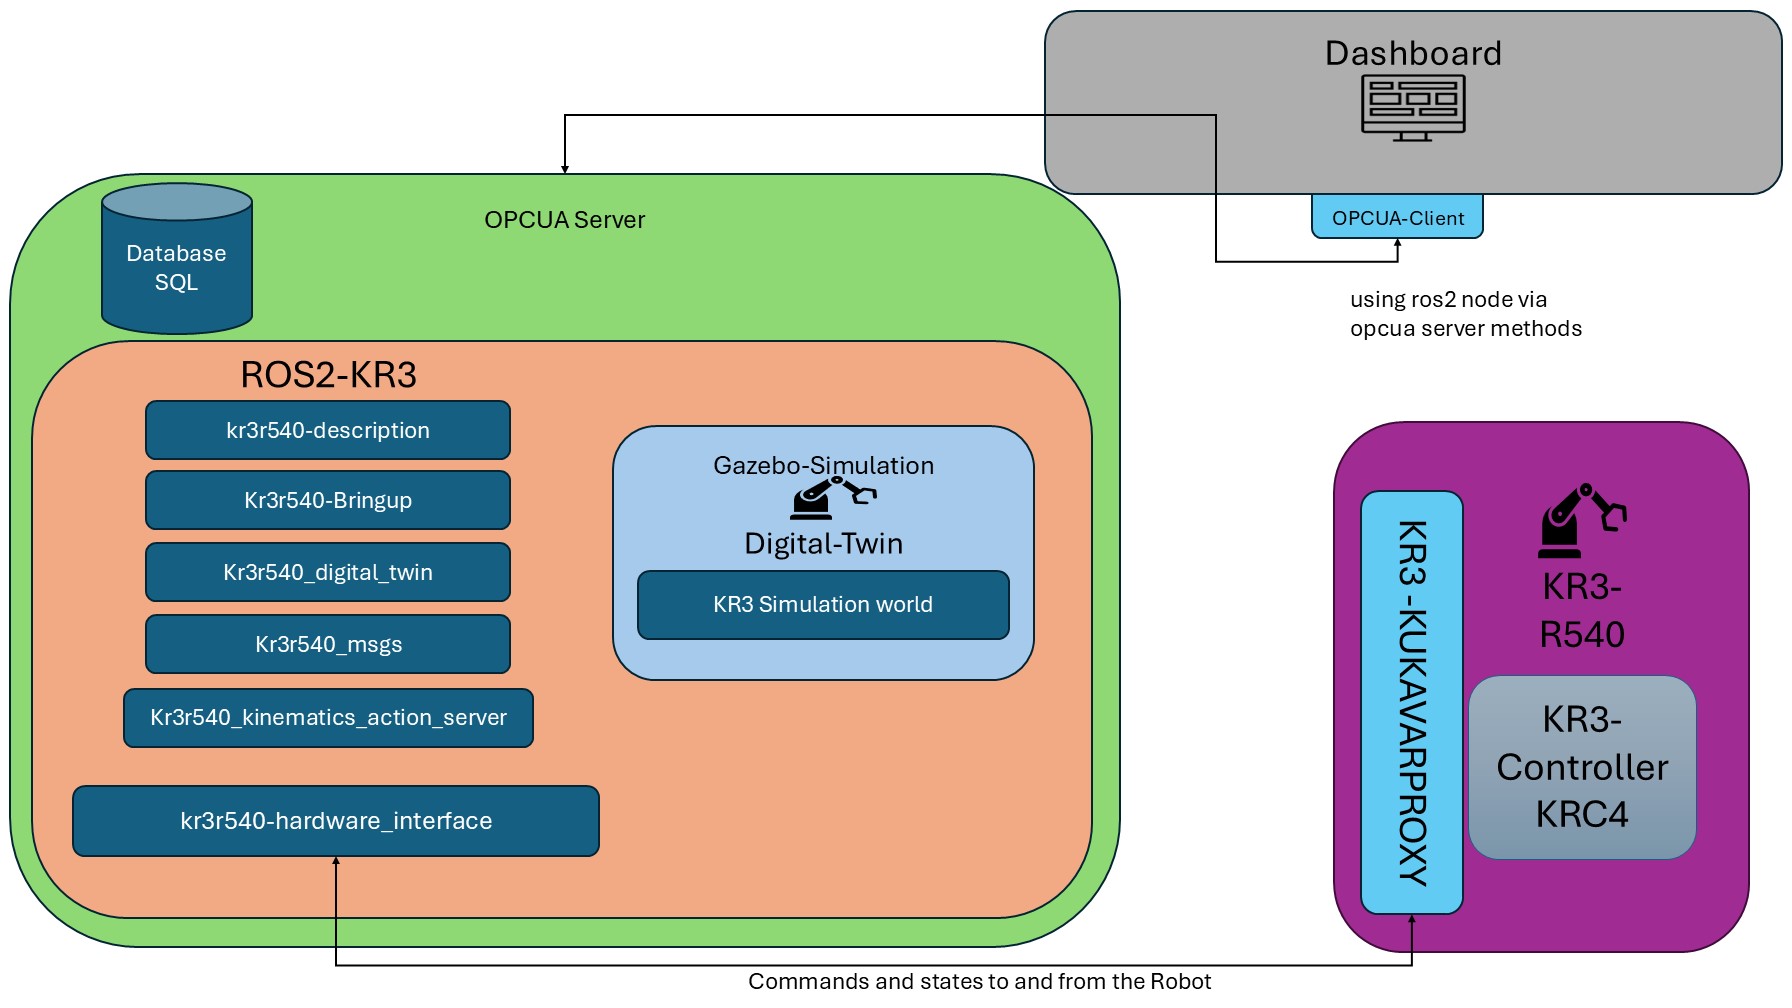 Dashboard
OPCUA-Client
using ros2 node via
opcua server methods
OPCUA Server
Database
SQL
ROS2-KR3
kr3r540-description
Kr3r540-Bringup
Kr3r540_digital_twin
Kr3r540_msgs
Kr3r540_kinematics_action_server
kr3r540-hardware_interface
Gazebo-Simulation
Digital-Twin
KR3 Simulation world
KR3 -KUKAVARPROXY
KR3-
R540
KR3-
Controller
KRC4
Commands and states to and from the Robot